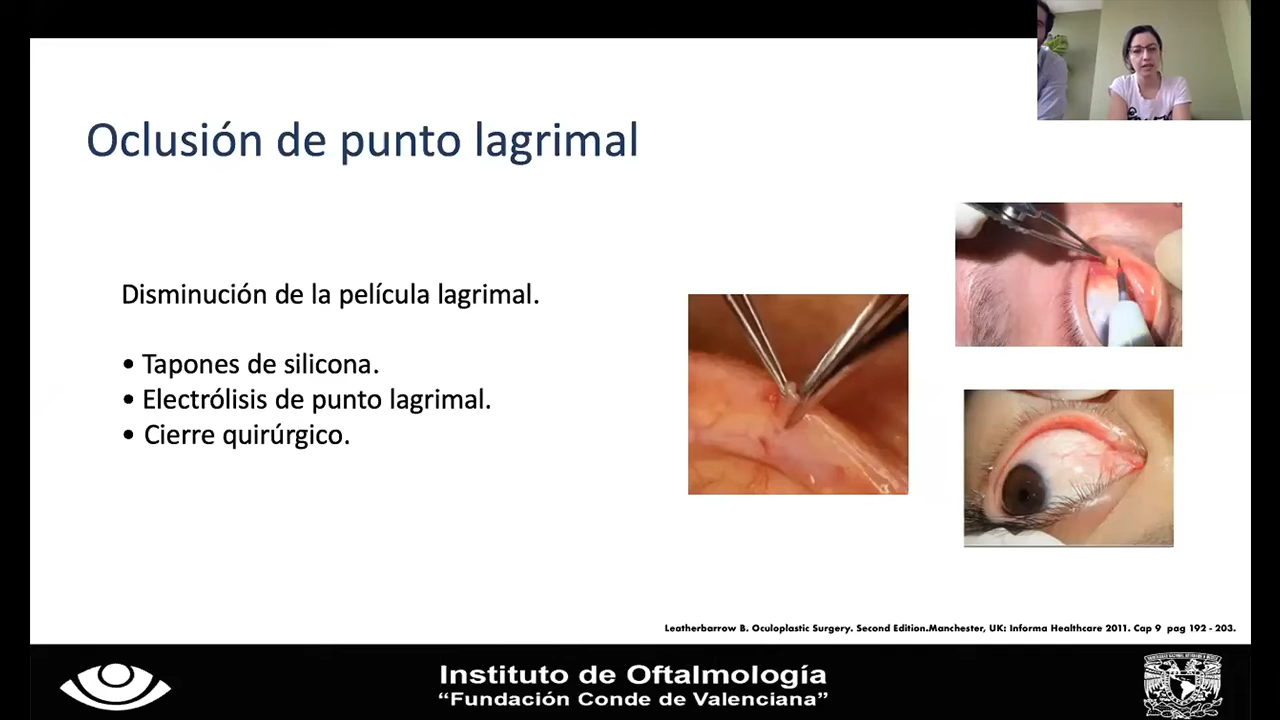 Oclusión de punto lagrimal
Disminución de la película lagrimal.
• Tapones de silicona.
• Electrólisis de punto lagrimal.
• Cierre quirúrgico.
Leatherbarrow B. Oculoplastic Surgery. Second Edition.Manchester, UK: Informa Healthcare 2011. Cap 9 pag 192 - 203.
Instituto de Oftalmología
“Fundación Conde de Valenciana”